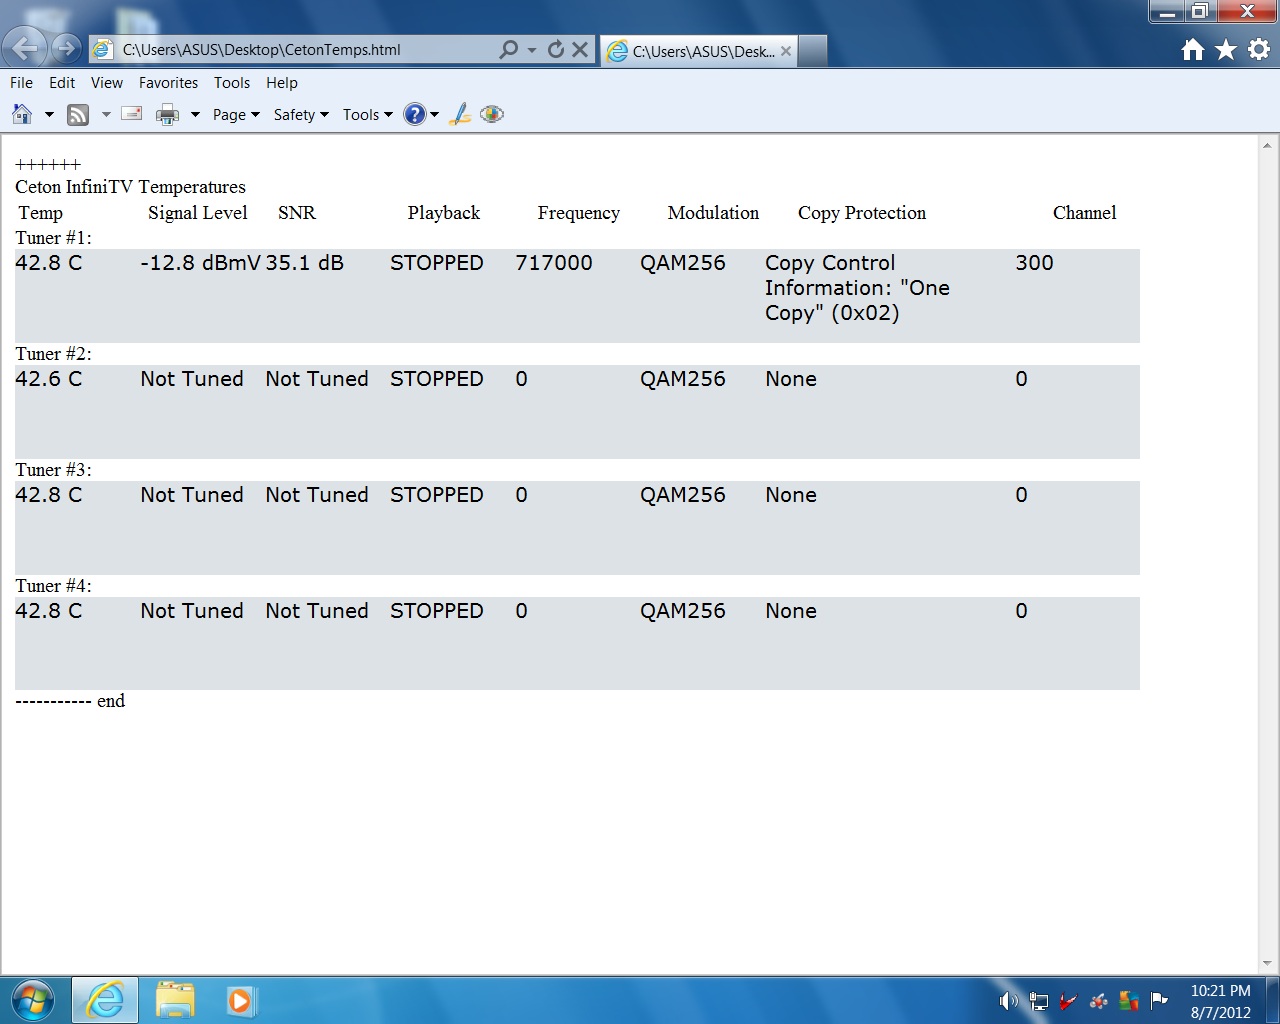 C:\Users\ASUS\Desktop\CetonTemps.html
C:\Users\ASUS\Desk...
File Edit View Favorites Tools Help
Page Safety Tools
++++++
Ceton InfiniTV Temperatures
Temp Signal Level SNR Playback Frequency Modulation Copy Protection Channel
Tuner #1:
42.8 C -12.8 dBmV 35.1 dB STOPPED 717000 QAM256 Copy Control 300
Information: "One
Copy" (0x02)
Tuner #2:
42.6 C Not Tuned Not Tuned STOPPED 0 QAM256 None 0
Tuner #3:
42.8 C Not Tuned Not Tuned STOPPED 0 QAM256 None 0
Tuner #4:
42.8 C Not Tuned Not Tuned STOPPED 0 QAM256 None 0
----------- end
10:21 PM
8/7/2012